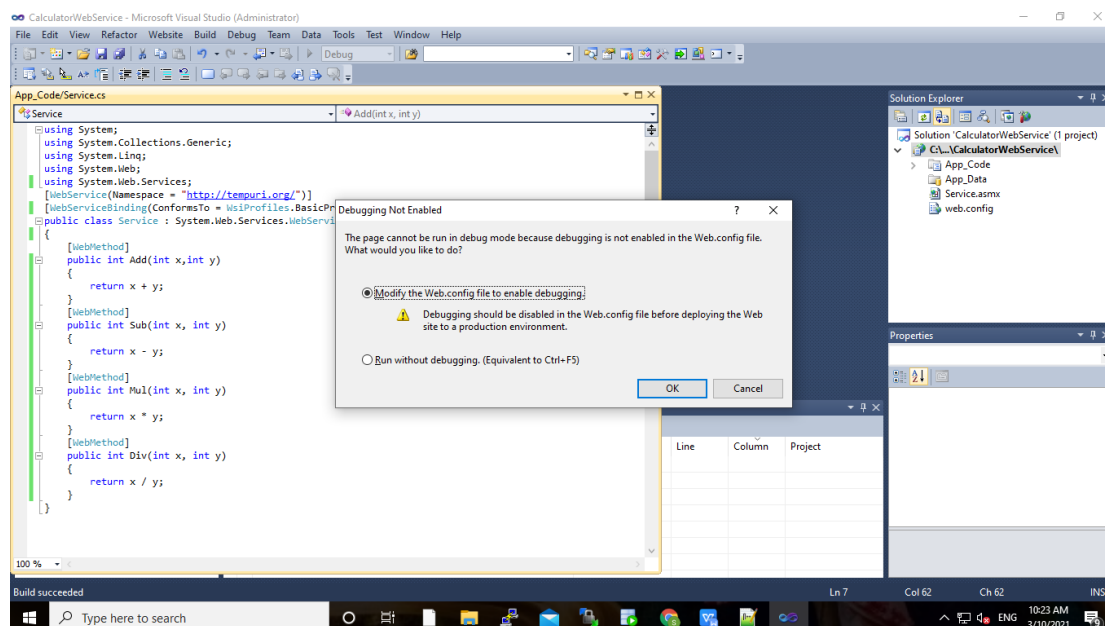 CalculatorWebService - Microsoft Visual Studio (Administrator)
File Edit View Refactor Website Build Debug Team Data Tools Test Window Help
Debug
App_Code/Service.cs
Service
Add(int x, int y)
using System;
using System.Collections.Generic;
using System.Linq;
using System.Web;
using System.Web.Services;
[WebService(Namespace = "http://tempuri.org/")]
[WebServiceBinding(ConformsTo = WsiProfiles.BasicPr
public class Service : System.Web.Services.WebServi
{
[WebMethod]
public int Add(int x,int y)
{
return x + y;
}
[WebMethod]
public int Sub(int x, int y)
{
return x - y;
}
[WebMethod]
public int Mul(int x, int y)
{
return x * y;
}
[WebMethod]
public int Div(int x, int y)
{
return x / y;
}
}
100 %
Debugging Not Enabled
The page cannot be run in debug mode because debugging is not enabled in the Web.config file.
What would you like to do?
Modify the Web.config file to enable debugging.
Debugging should be disabled in the Web.config file before deploying the Web
site to a production environment.
Run without debugging. (Equivalent to Ctrl+F5)
OK Cancel
Line Column Project
Solution Explorer
Solution 'CalculatorWebService' (1 project)
C:\...\CalculatorWebService\
App_Code
App_Data
Service.asmx
web.config
Properties
Build succeeded
Ln 7 Col 62 Ch 62 INS
Type here to search
ENG
10:23 AM
3/10/2021